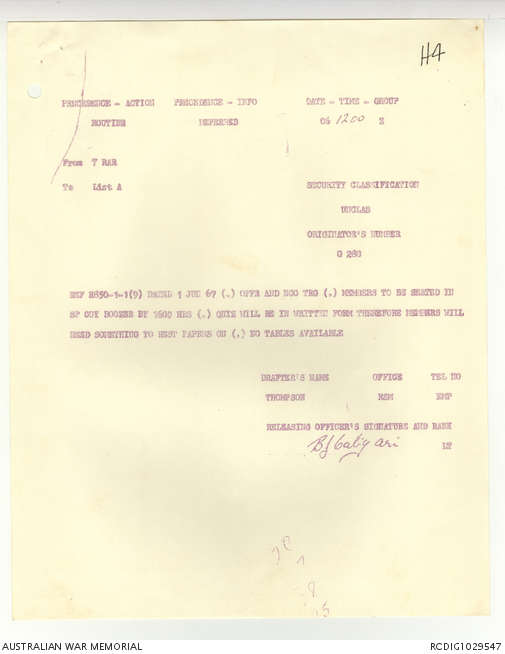 H4
PRECEDENCE - ACTION PRECEDENCE - INFO DATE - TIME - GROUP
ROUTINE DEFERRED 06 1200 Z
From 7 RAR
To List A
SECURITY CLASSIFICATION
UNCLAS
ORIGINATOR'S NUMBER
G 280
REF R850-1-1(9) DATED 1 JUN 67 (.) OFFR AND NCO TRG (.) MEMBERS TO BE SEATED IN
SP COY BOOZER BY 1600 HRS (.) QUIZ WILL BE IN WRITTEN FORM THEREFORE MEMBERS WILL
NEED SOMETHING TO REST PAPERS ON (.) NO TABLES AVAILABLE
DRAFTER'S NAME OFFICE TEL NO
THOMPSON RSM
RELEASING OFFICER'S SIGNATURE AND RANK
LT
AUSTRALIAN WAR MEMORIAL RCDIG1029547